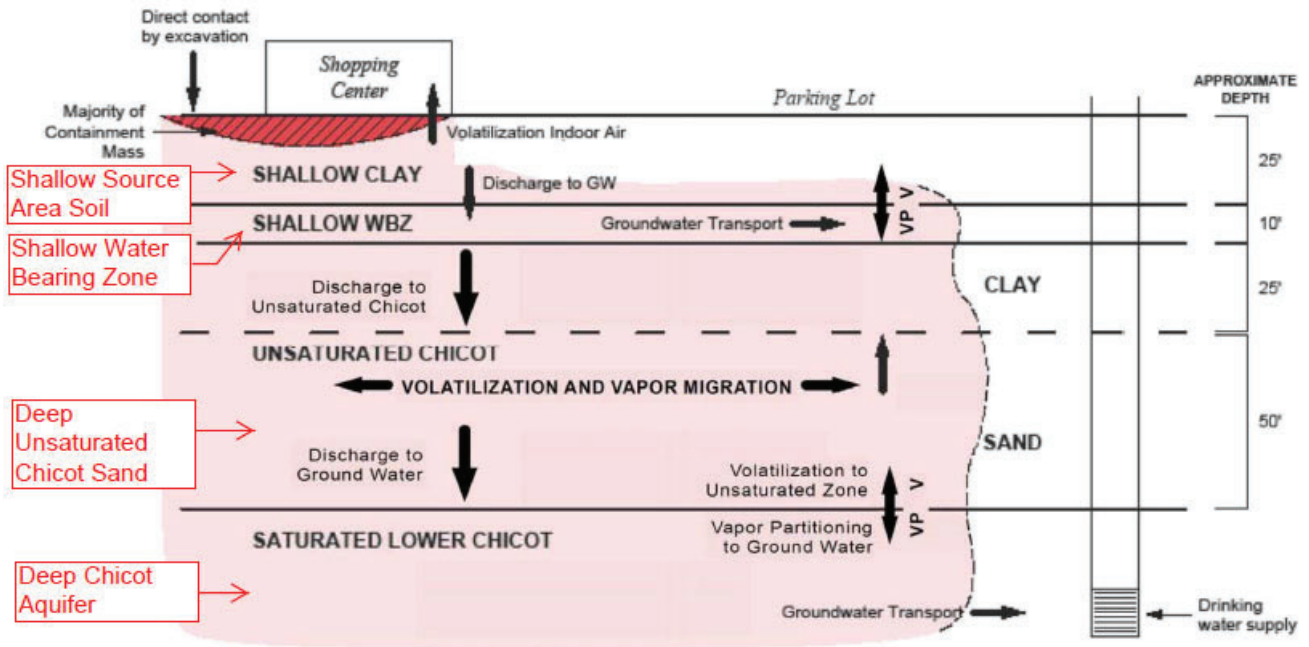 Direct contact
by excavation
Shopping
Center
Parking Lot
APPROXIMATE
DEPTH
Majority of
Containment
Mass
Volatilization Indoor Air
25'
Shallow Source
Area Soil
SHALLOW CLAY
Discharge to GW
V
VP
Shallow Water
Bearing Zone
SHALLOW WBZ
Groundwater Transport
10'
Discharge to
Unsaturated Chicot
CLAY
25'
UNSATURATED CHICOT
VOLATILIZATION AND VAPOR MIGRATION
Deep
Unsaturated
Chicot Sand
50'
SAND
Discharge to
Ground Water
Volatilization to
Unsaturated Zone
V
VP
Vapor Partitioning
to Ground Water
SATURATED LOWER CHICOT
Deep Chicot
Aquifer
Groundwater Transport
Drinking
water supply